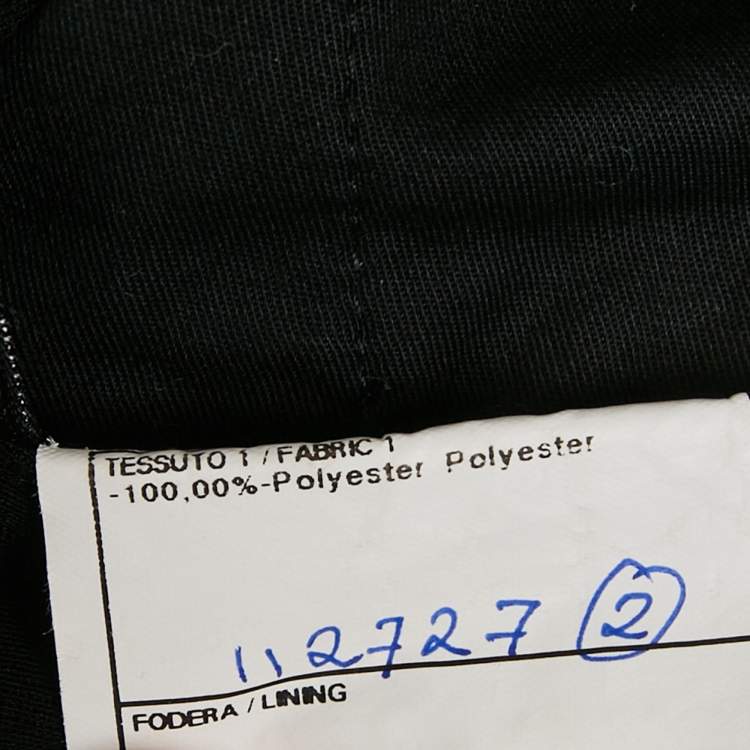 TESSUTO 1 / FABRIC 1
-100,00%-Polyester Polyester
112727 2
FODERA / LINING